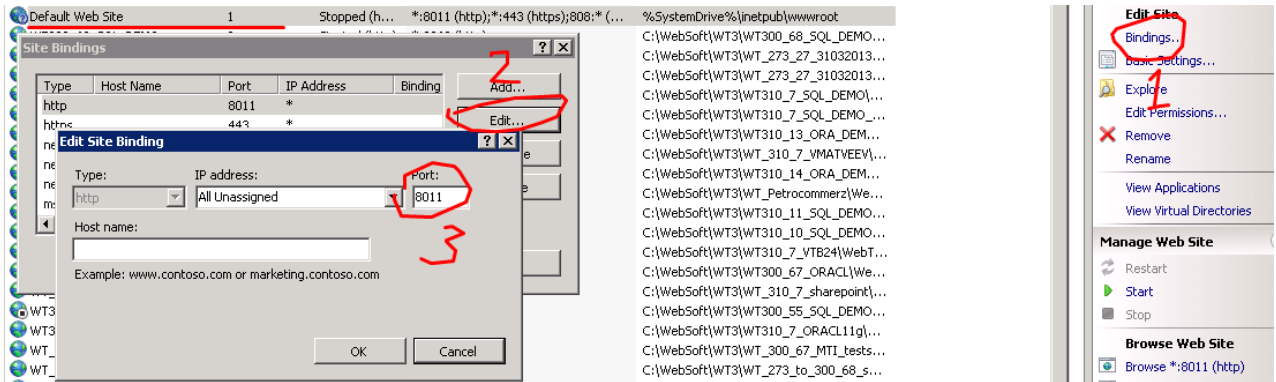 Default Web Site 1 Stopped (h... *:8011 (http);*:443 (https);808:* (... %SystemDrive%\inetpub\wwwroot
C:\WebSoft\WT3\WT300_68_SQL_DEMO...
C:\WebSoft\WT3\WT_273_27_31032013...
C:\WebSoft\WT3\WT_273_27_31032013...
C:\WebSoft\WT3\WT310_7_SQL_DEMO\...
C:\WebSoft\WT3\WT310_7_SQL_DEMO_...
C:\WebSoft\WT3\WT310_13_ORA_DEM...
C:\WebSoft\WT3\WT_310_7_VMATVEEV\...
C:\WebSoft\WT3\WT310_14_ORA_DEM...
C:\WebSoft\WT3\WT_Petrocommerz\We...
C:\WebSoft\WT3\WT310_11_SQL_DEMO...
C:\WebSoft\WT3\WT310_10_SQL_DEMO...
C:\WebSoft\WT3\WT310_7_VTB24\WebT...
C:\WebSoft\WT3\WT300_67_ORACL\We...
C:\WebSoft\WT3\WT_310_7_sharepoint\...
C:\WebSoft\WT3\WT300_55_SQL_DEMO...
C:\WebSoft\WT3\WT310_7_ORACL11g\...
C:\WebSoft\WT3\WT_300_67_MTI_tests...
C:\WebSoft\WT3\WT_273_to_300_68_s...
Site Bindings
2
Type Host Name Port IP Address Binding
Add...
http 8011 *
Edit...
https 443 *
Edit Site Binding
Type: IP address: Port:
http All Unassigned 8011
3
Host name:
Example: www.contoso.com or marketing.contoso.com
OK Cancel
WT3
WT3
WT_
WT_
Edit Site
Bindings...
Basic Settings...
1
Explore
Edit Permissions...
Remove
Rename
View Applications
View Virtual Directories
Manage Web Site
Restart
Start
Stop
Browse Web Site
Browse *:8011 (http)